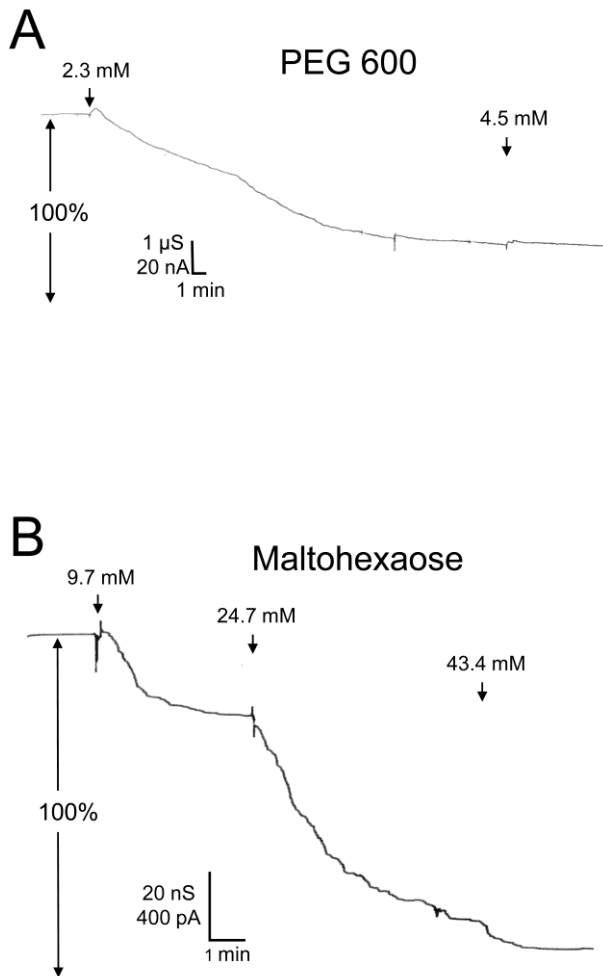 A
PEG 600
2.3 mM
4.5 mM
100%
1 µS
20 nA
1 min
B
Maltohexaose
9.7 mM
24.7 mM
43.4 mM
100%
20 nS
400 pA
1 min